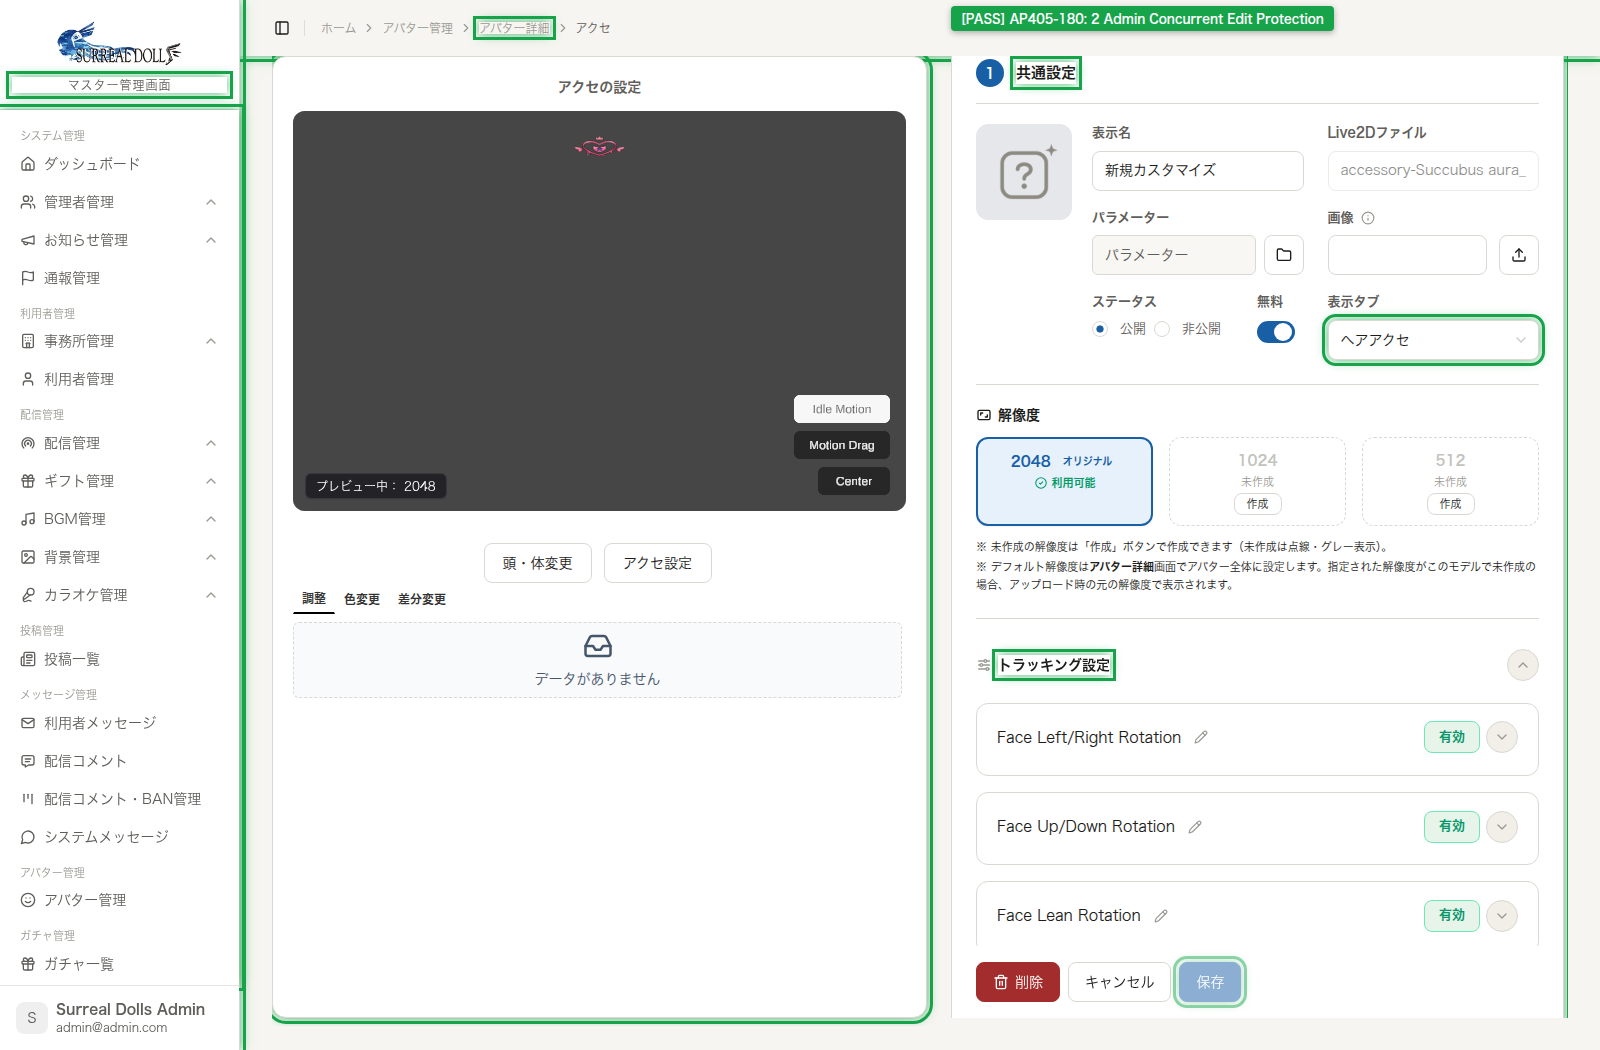 SURREAL DOLL
マスター管理画面
システム管理
ダッシュボード
管理者管理
お知らせ管理
通報管理
利用者管理
事務所管理
利用者管理
配信管理
配信管理
ギフト管理
BGM管理
背景管理
カラオケ管理
投稿管理
投稿一覧
メッセージ管理
利用者メッセージ
配信コメント
配信コメント・BAN管理
システムメッセージ
アバター管理
アバター管理
ガチャ管理
ガチャ一覧
S
Surreal Dolls Admin
admin@admin.com
ホーム > アバター管理 > アバター詳細 > アクセ
[PASS] AP405-180: 2 Admin Concurrent Edit Protection
アクセの設定
Idle Motion
Motion Drag
Center
プレビュー中： 2048
頭・体変更
アクセ設定
調整 色変更 差分変更
データがありません
1 共通設定
表示名
新規カスタマイズ
Live2Dファイル
accessory-Succubus aura_
パラメーター
パラメーター
画像
ステータス
公開 非公開
無料
表示タブ
ヘアアクセ
解像度
2048 オリジナル
利用可能
1024
未作成
作成
512
未作成
作成
※ 未作成の解像度は「作成」ボタンで作成できます（未作成は点線・グレー表示）。
※ デフォルト解像度はアバター詳細画面でアバター全体に設定します。指定された解像度がこのモデルで未作成の
場合、アップロード時の元の解像度で表示されます。
トラッキング設定
Face Left/Right Rotation 有効
Face Up/Down Rotation 有効
Face Lean Rotation 有効
削除 キャンセル 保存